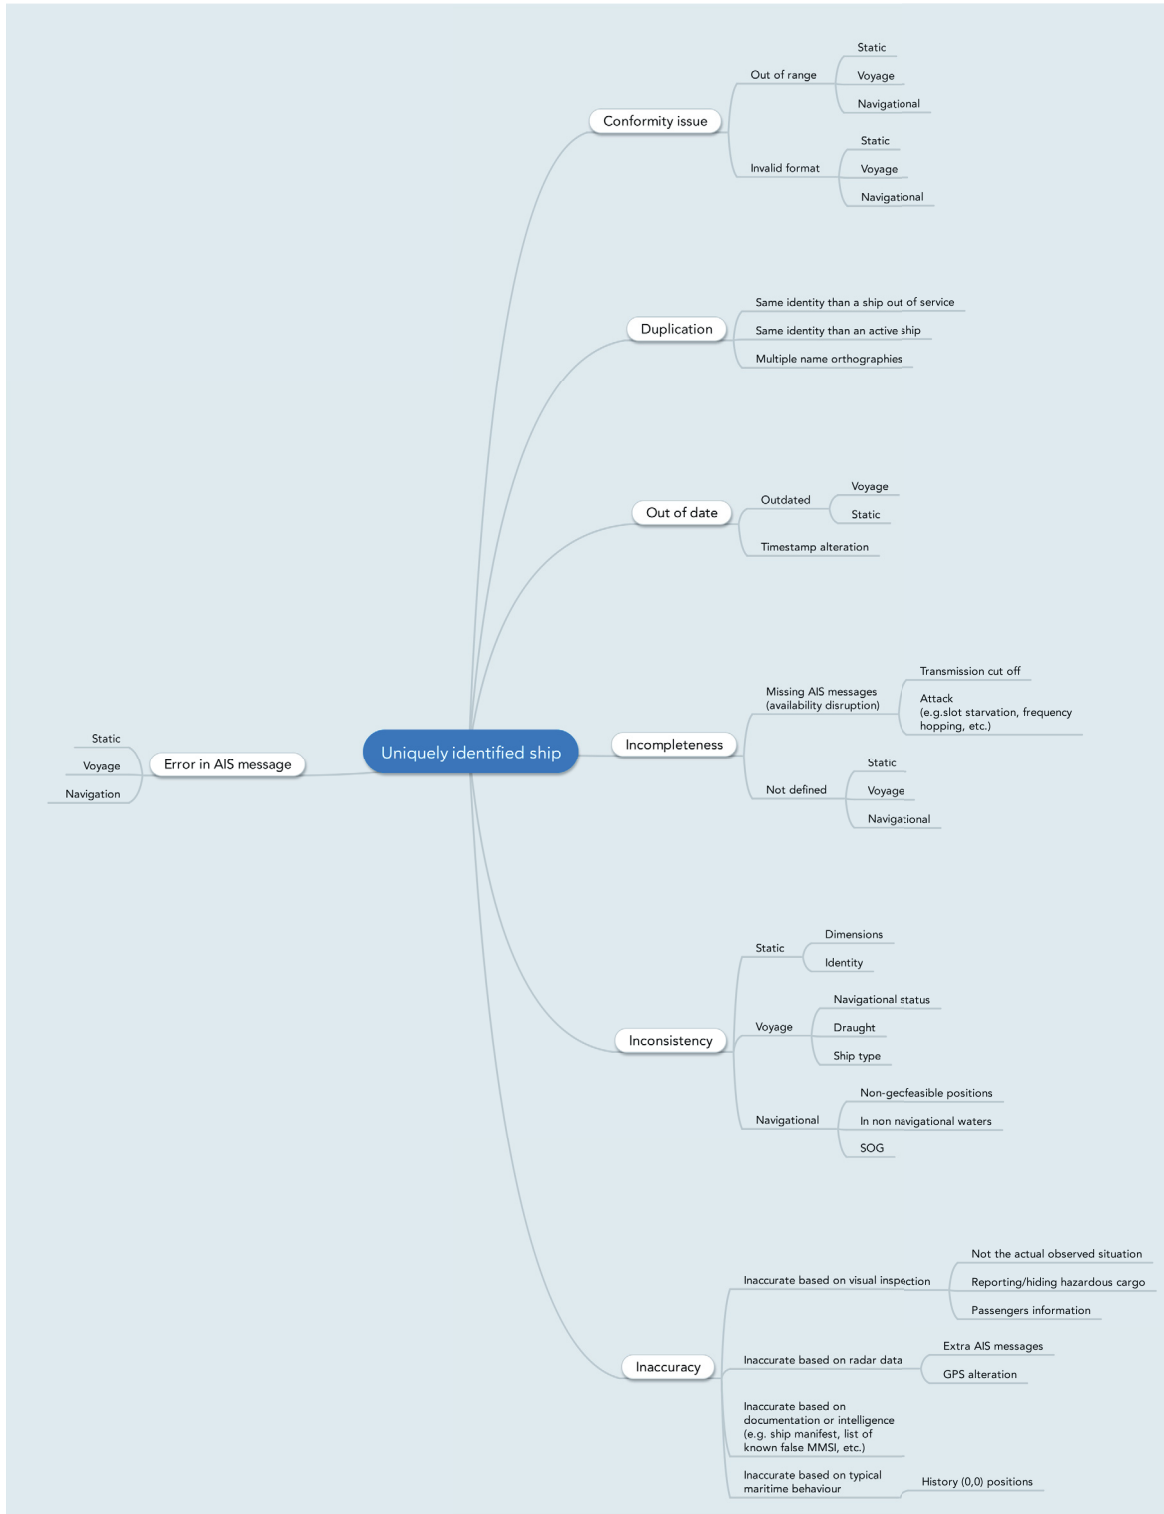 Static
Out of range
Voyage
Navigational
Conformity issue
Static
Invalid format
Voyage
Navigational
Same identity than a ship out of service
Duplication
Same identity than an active ship
Multiple name orthographies
Voyage
Outdated
Out of date
Static
Timestamp alteration
Transmission cut off
Missing AIS messages
(availability disruption)
Attack
(e.g.slot starvation, frequency
hopping, etc.)
Static
Error in AIS message
Voyage
Navigation
Uniquely identified ship
Incompleteness
Static
Not defined
Voyage
Navigational
Dimensions
Static
Identity
Navigational status
Voyage
Draught
Inconsistency
Ship type
Non-geofeasible positions
Navigational
In non navigational waters
SOG
Not the actual observed situation
Inaccurate based on visual inspection
Reporting/hiding hazardous cargo
Passengers information
Extra AIS messages
Inaccurate based on radar data
Inaccuracy
GPS alteration
Inaccurate based on
documentation or intelligence
(e.g. ship manifest, list of
known false MMSI, etc.)
Inaccurate based on typical
maritime behaviour
History (0,0) positions